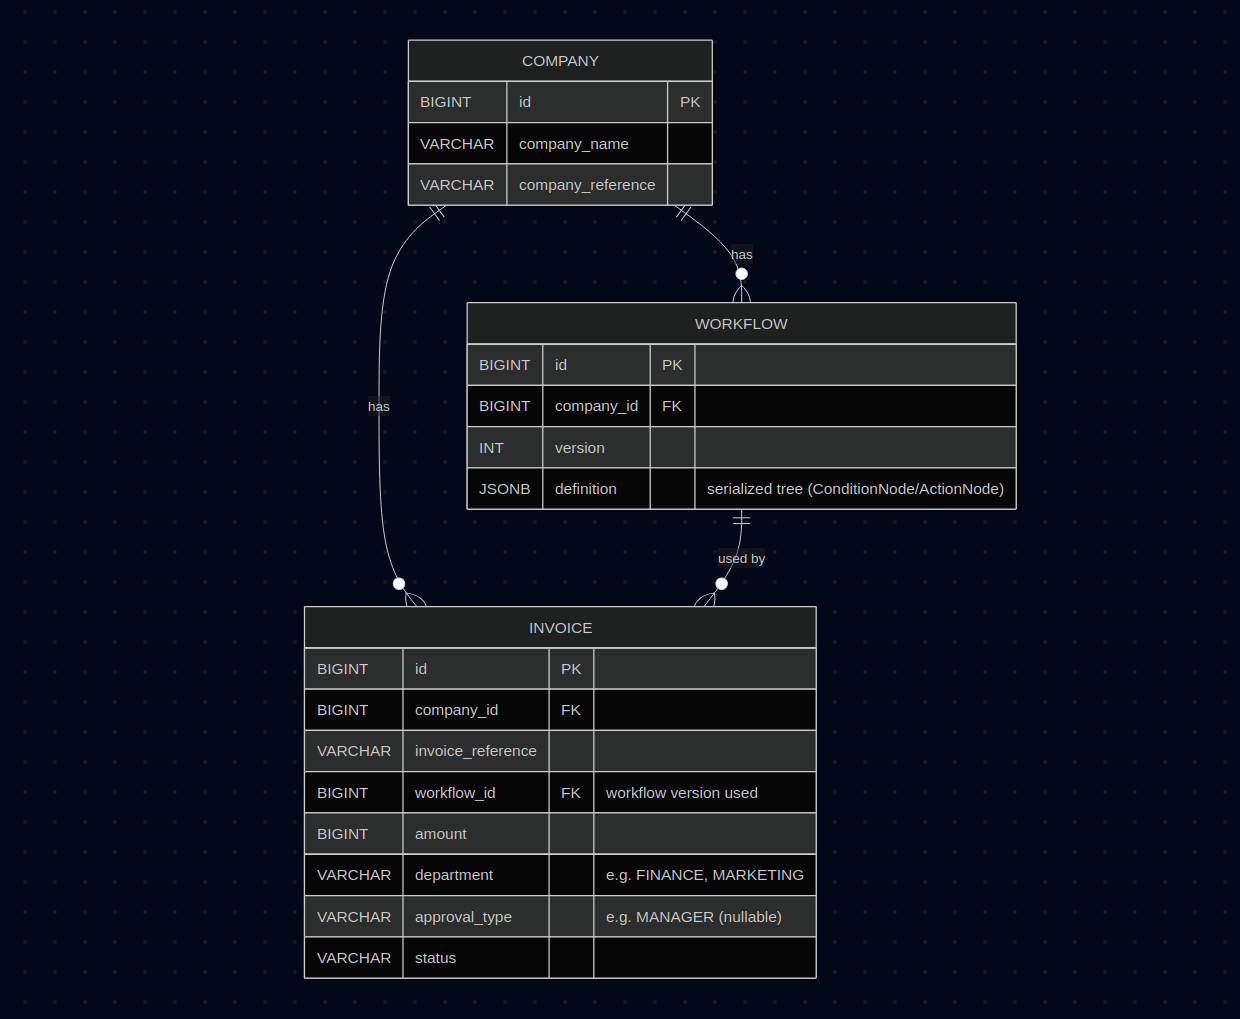 COMPANY
BIGINT id PK
VARCHAR company_name
VARCHAR company_reference
has
WORKFLOW
BIGINT id PK
BIGINT company_id FK
has
INT version
JSONB definition serialized tree (ConditionNode/ActionNode)
used by
INVOICE
BIGINT id PK
BIGINT company_id FK
VARCHAR invoice_reference
BIGINT workflow_id FK workflow version used
BIGINT amount
VARCHAR department e.g. FINANCE, MARKETING
VARCHAR approval_type e.g. MANAGER (nullable)
VARCHAR status